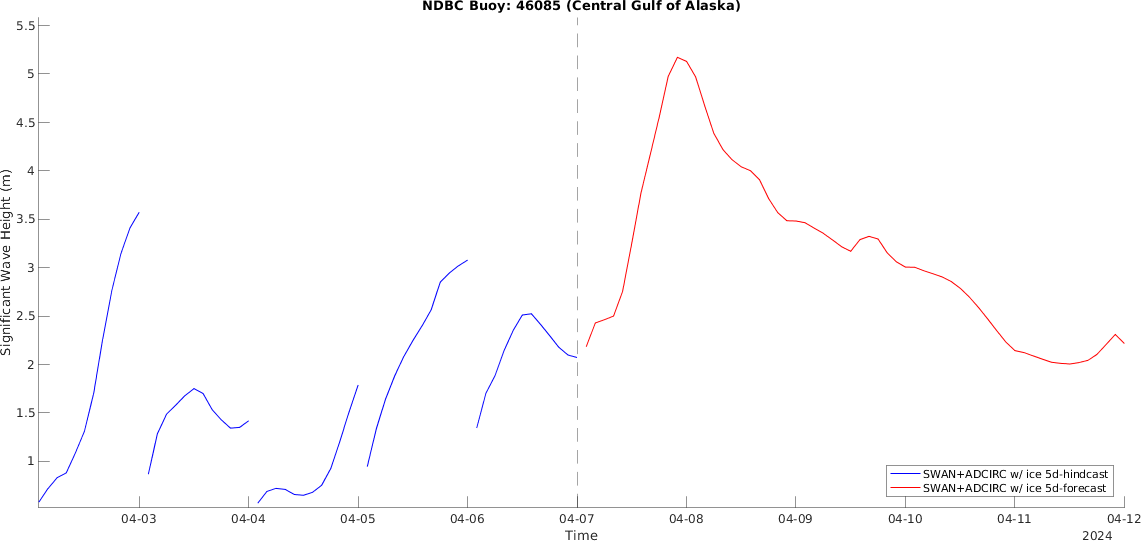 NDBC Buoy: 46085 (Central Gulf of Alaska)
5.5
5
4.5
4
3.5
3
2.5
2
1.5
1
Significant Wave Height (m)
SWAN+ADCIRC w/ ice 5d-hindcast
SWAN+ADCIRC w/ ice 5d-forecast
04-03 04-04 04-05 04-06 04-07 04-08 04-09 04-10 04-11 04-12
Time
2024